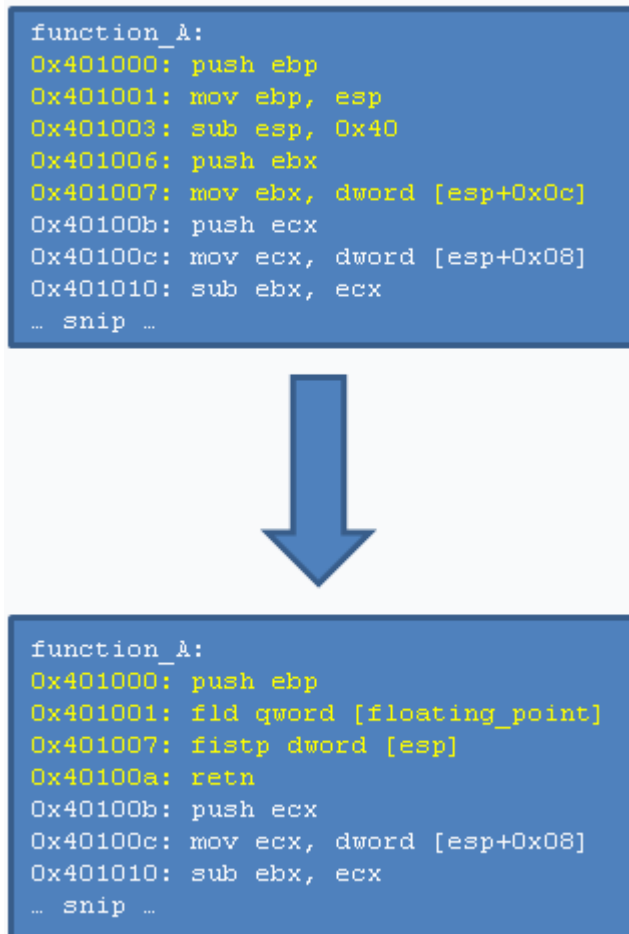 function_A:
0x401000: push ebp
0x401001: mov ebp, esp
0x401003: sub esp, 0x40
0x401006: push ebx
0x401007: mov ebx, dword [esp+0x0c]
0x40100b: push ecx
0x40100c: mov ecx, dword [esp+0x08]
0x401010: sub ebx, ecx
… snip …
function_A:
0x401000: push ebp
0x401001: fld qword [floating_point]
0x401007: fistp dword [esp]
0x40100a: retn
0x40100b: push ecx
0x40100c: mov ecx, dword [esp+0x08]
0x401010: sub ebx, ecx
… snip …